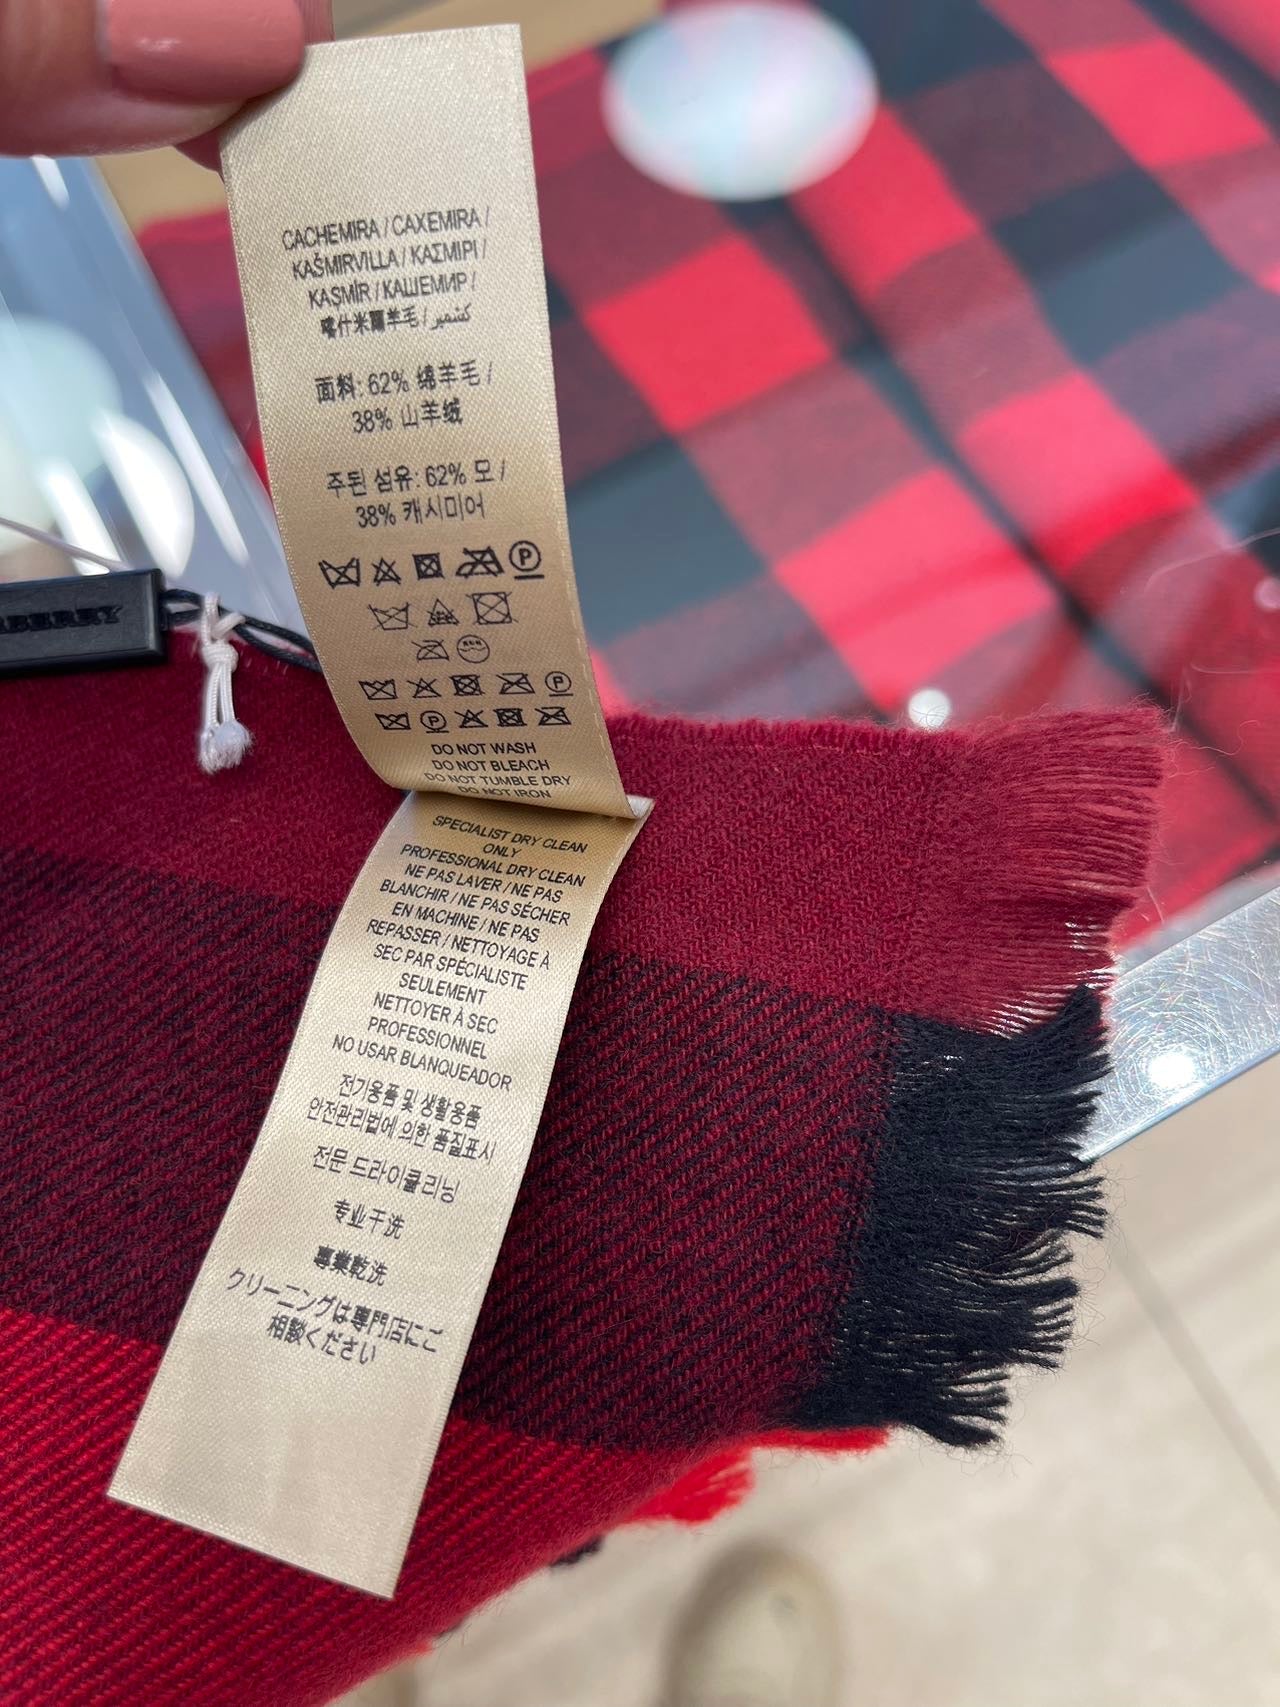 CACHEMIRA / CAXEMIRA /
KAŠMIRVILLA / ΚΑΣΜΙΡΙ /
KASMÍR / КАШЕМИР /
喀什米爾羊毛 / كشمير
面料: 62% 绵羊毛 /
38% 山羊绒
주된 섬유: 62% 모 /
38% 캐시미어
P
P
P
DO NOT WASH
DO NOT BLEACH
DO NOT TUMBLE DRY
DO NOT IRON
SPECIALIST DRY CLEAN
ONLY
PROFESSIONAL DRY CLEAN
NE PAS LAVER / NE PAS
BLANCHIR / NE PAS SÉCHER
EN MACHINE / NE PAS
REPASSER / NETTOYAGE À
SEC PAR SPÉCIALISTE
SEULEMENT
NETTOYER À SEC
PROFESSIONNEL
NO USAR BLANQUEADOR
전기용품 및 생활용품
안전관리법에 의한 품질표시
전문 드라이클리닝
专业干洗
專業乾洗
クリーニングは専門店にご
相談ください